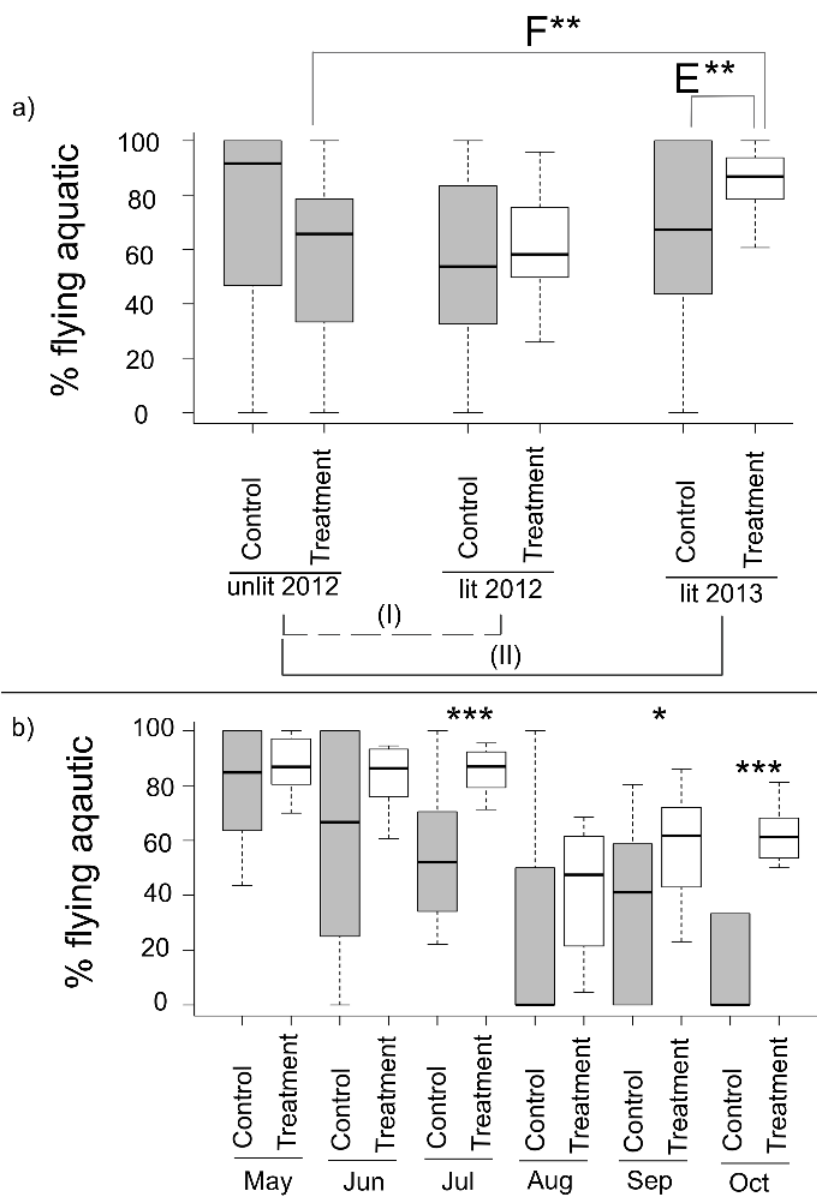 F**
E**
a)
% flying aquatic
100
80
60
40
20
0
Control
Treatment
Control
Treatment
Control
Treatment
unlit 2012
lit 2012
lit 2013
(I)
(II)
b)
% flying aqautic
100
80
60
40
20
0
***
*
***
Control
Treatment
Control
Treatment
Control
Treatment
Control
Treatment
Control
Treatment
Control
Treatment
May
Jun
Jul
Aug
Sep
Oct